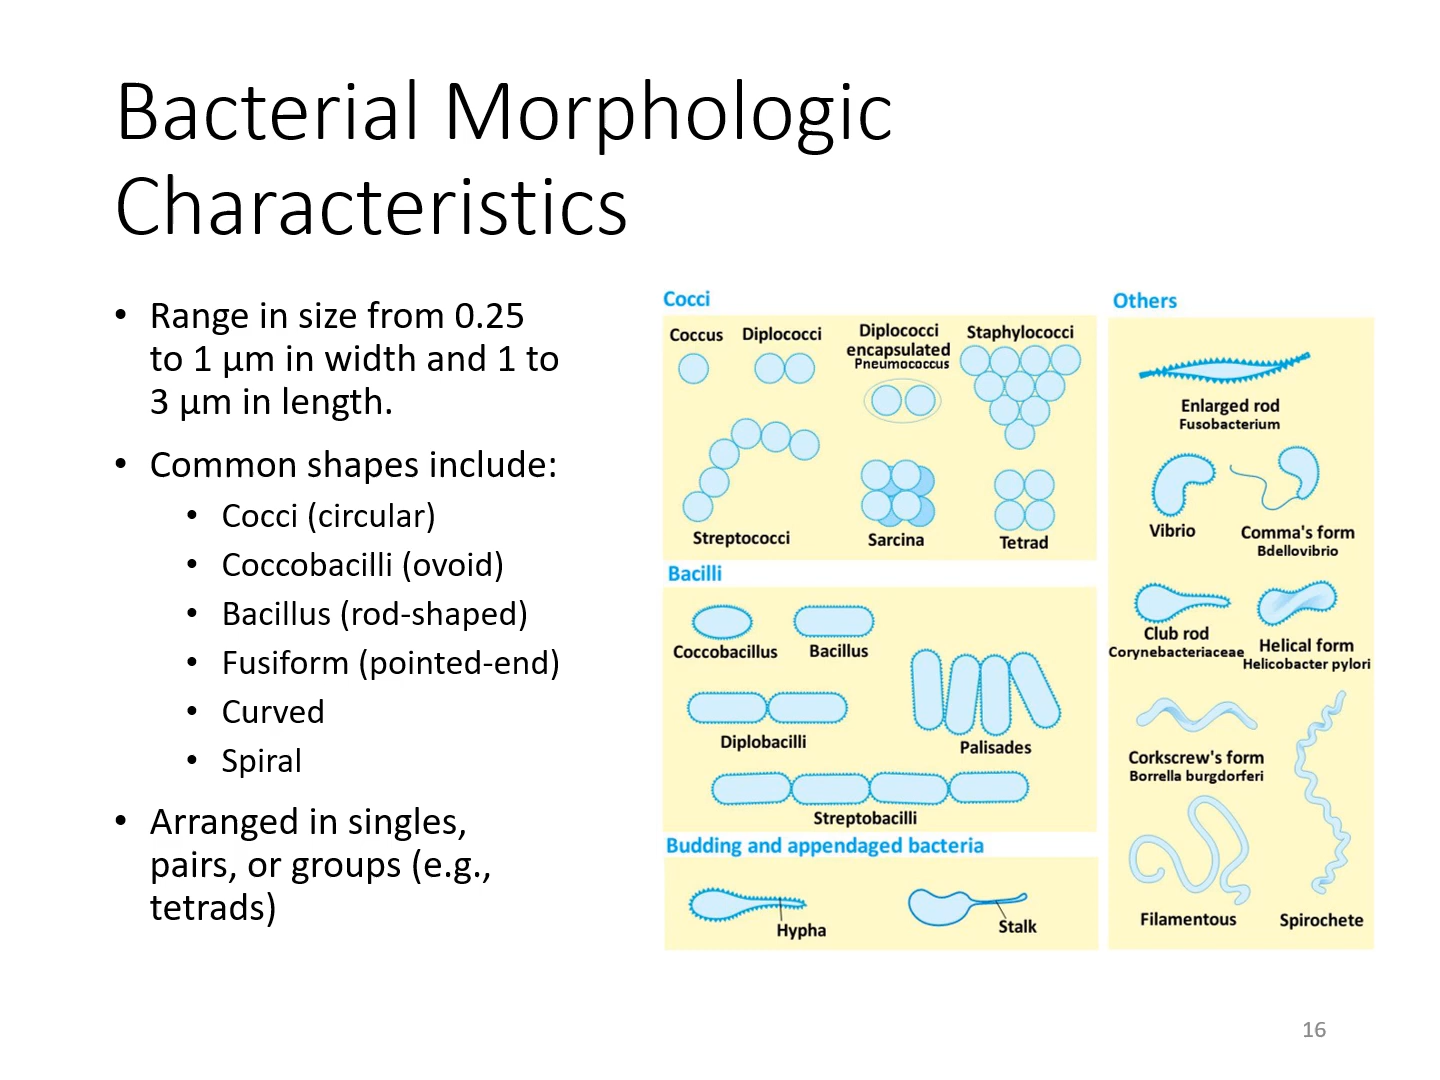 Bacterial Morphologic
Characteristics
• Range in size from 0.25
to 1 µm in width and 1 to
3 µm in length.
• Common shapes include:
• Cocci (circular)
• Coccobacilli (ovoid)
• Bacillus (rod-shaped)
• Fusiform (pointed-end)
• Curved
• Spiral
• Arranged in singles,
pairs, or groups (e.g.,
tetrads)
Cocci
Coccus
Diplococci
Diplococci
encapsulated
Pneumococcus
Staphylococci
Streptococci
Sarcina
Tetrad
Bacilli
Coccobacillus
Bacillus
Diplobacilli
Palisades
Streptobacilli
Budding and appendaged bacteria
Hypha
Stalk
Others
Enlarged rod
Fusobacterium
Vibrio
Comma's form
Bdellovibrio
Club rod
Corynebacteriaceae
Helical form
Helicobacter pylori
Corkscrew's form
Borrella burgdorferi
Filamentous
Spirochete
16